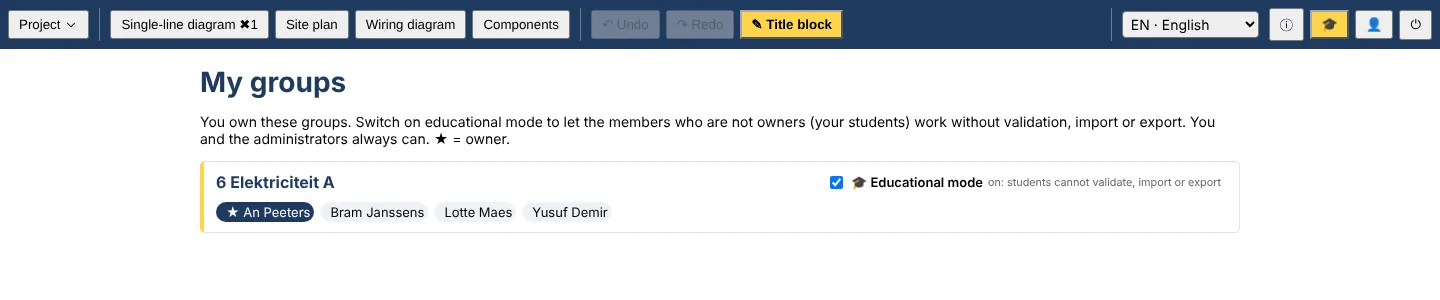 Project
Single-line diagram ✖1
Site plan
Wiring diagram
Components
↶ Undo
↷ Redo
✎ Title block
EN · English
ⓘ
My groups
You own these groups. Switch on educational mode to let the members who are not owners (your students) work without validation, import or export. You
and the administrators always can. ★ = owner.
6 Elektriciteit A
🎓 Educational mode on: students cannot validate, import or export
★ An Peeters
Bram Janssens
Lotte Maes
Yusuf Demir